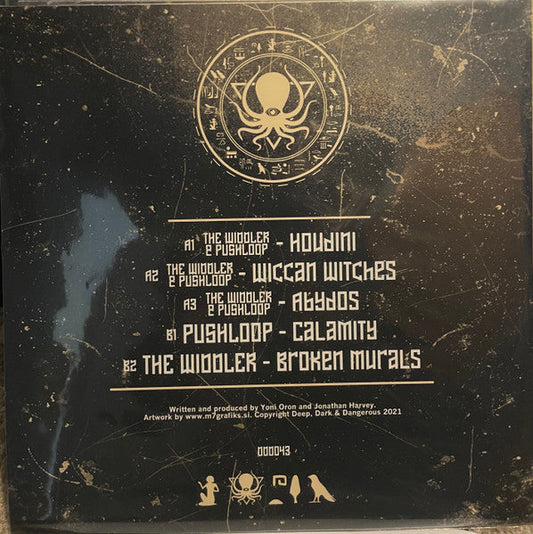 A1 THE WIDDLER & PUSHLOOP - HOUDINI
A2 THE WIDDLER & PUSHLOOP - WICCAN WITCHES
A3 THE WIDDLER & PUSHLOOP - ABYDOS
B1 PUSHLOOP - CALAMITY
B2 THE WIDDLER - BROKEN MURALS
Written and produced by Yoni Oron and Jonathan Harvey.
Artwork by www.m7grafiks.si. Copyright Deep, Dark & Dangerous 2021
000043